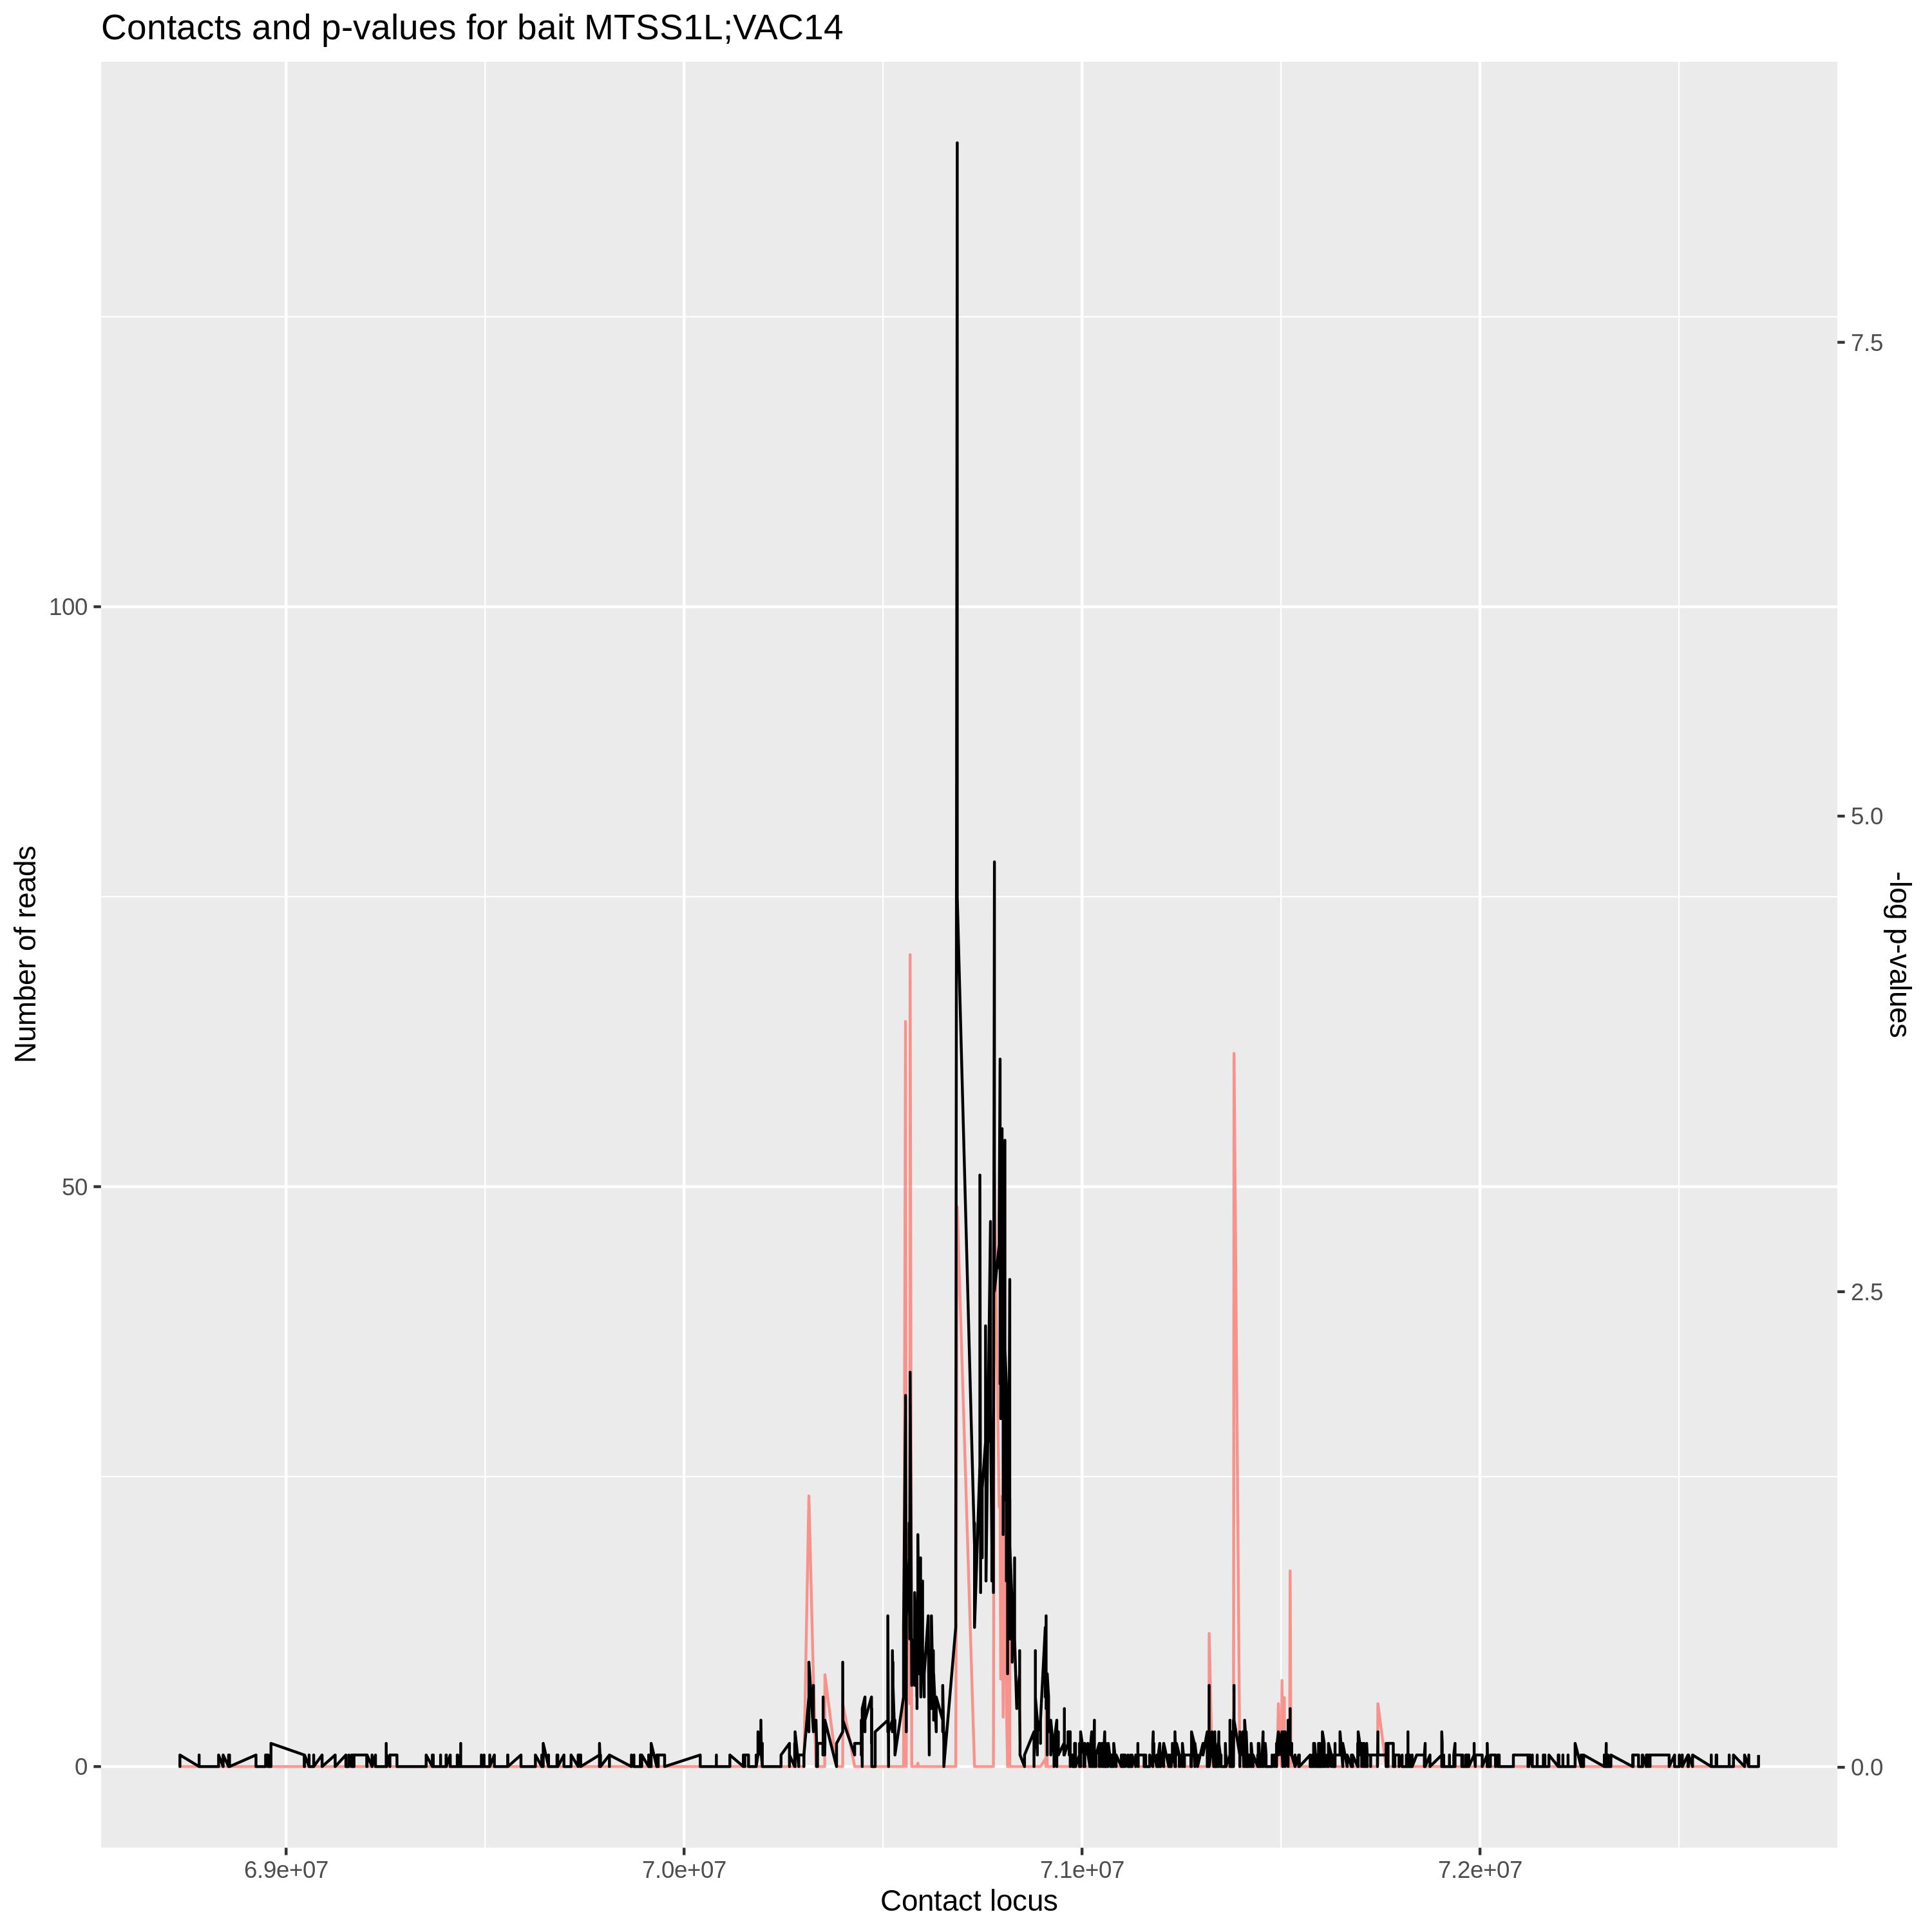 Contacts and p-values for bait MTSS1L;VAC14
Number of reads
100
50
0
7.5
5.0
2.5
0.0
-log p-values
6.9e+07 7.0e+07 7.1e+07 7.2e+07
Contact locus